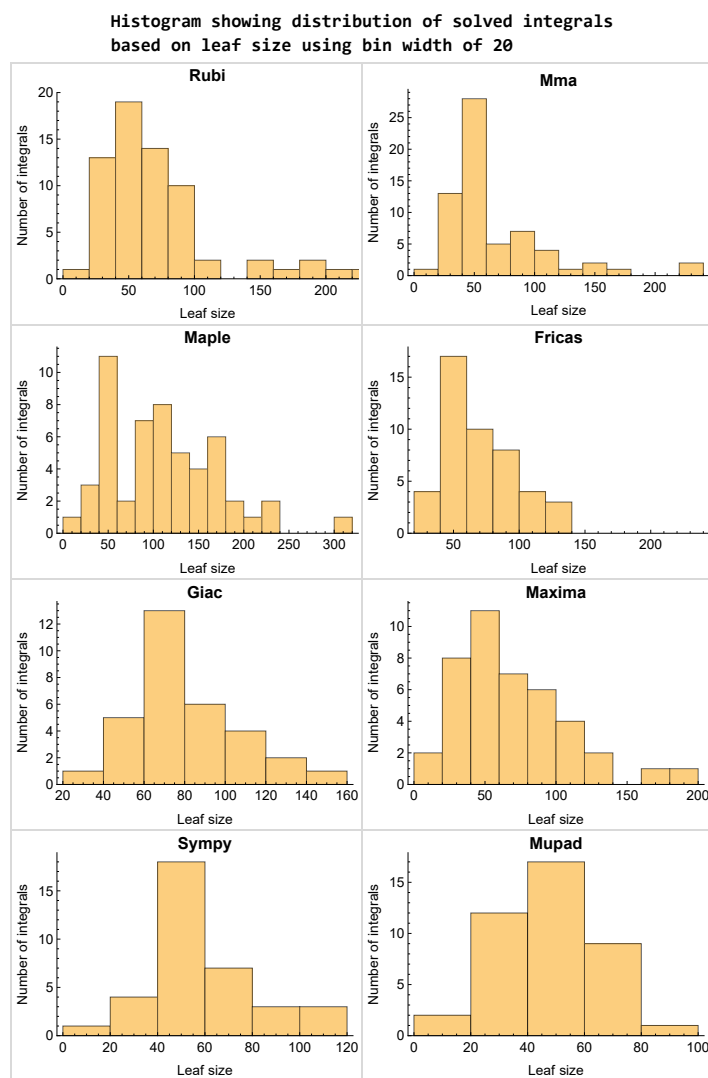 Histogram showing distribution of solved integrals
based on leaf size using bin width of 20
Rubi
Number of integrals
20
15
10
5
0
0 50 100 150 200
Leaf size
Mma
Number of integrals
25
20
15
10
5
0
0 50 100 150 200
Leaf size
Maple
Number of integrals
10
8
6
4
2
0
0 50 100 150 200 250 300
Leaf size
Fricas
Number of integrals
15
10
5
0
50 100 150 200
Leaf size
Giac
Number of integrals
12
10
8
6
4
2
0
20 40 60 80 100 120 140 160
Leaf size
Maxima
Number of integrals
10
8
6
4
2
0
0 50 100 150 200
Leaf size
Sympy
Number of integrals
15
10
5
0
0 20 40 60 80 100 120
Leaf size
Mupad
Number of integrals
15
10
5
0
0 20 40 60 80 100
Leaf size